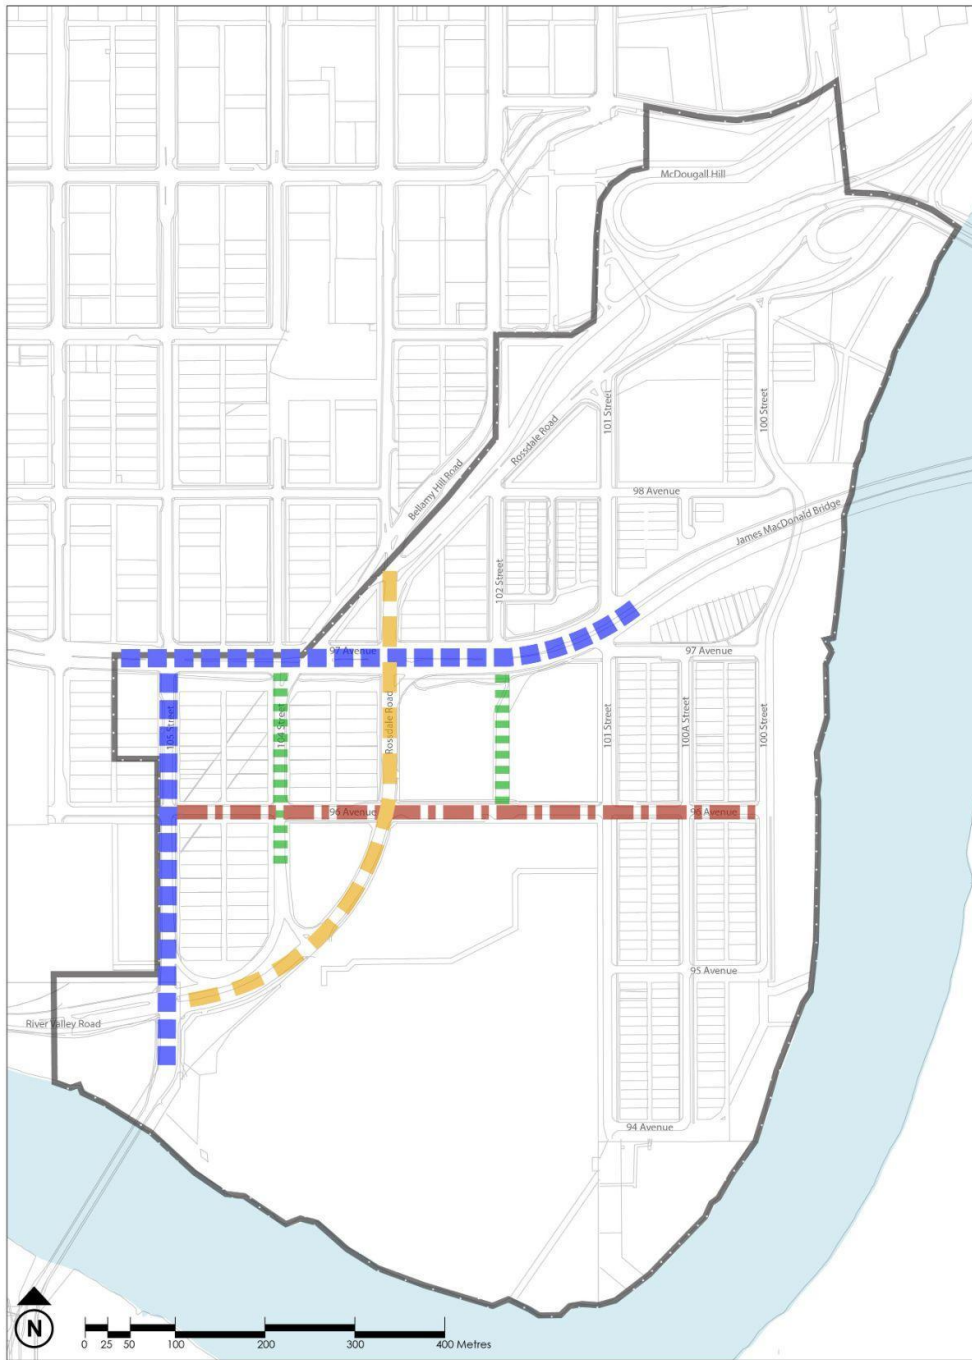 McDougall Hill
101 Street
100 Street
Rossdale Road
Bellamy Hill Road
98 Avenue
James MacDonald Bridge
102 Street
97 Avenue
97 Avenue
105 Street
104 Street
Rossdale Road
101 Street
100A Street
100 Street
96 Avenue
96 Avenue
95 Avenue
River Valley Road
94 Avenue
N
0 25 50 100 200 300 400 Metres